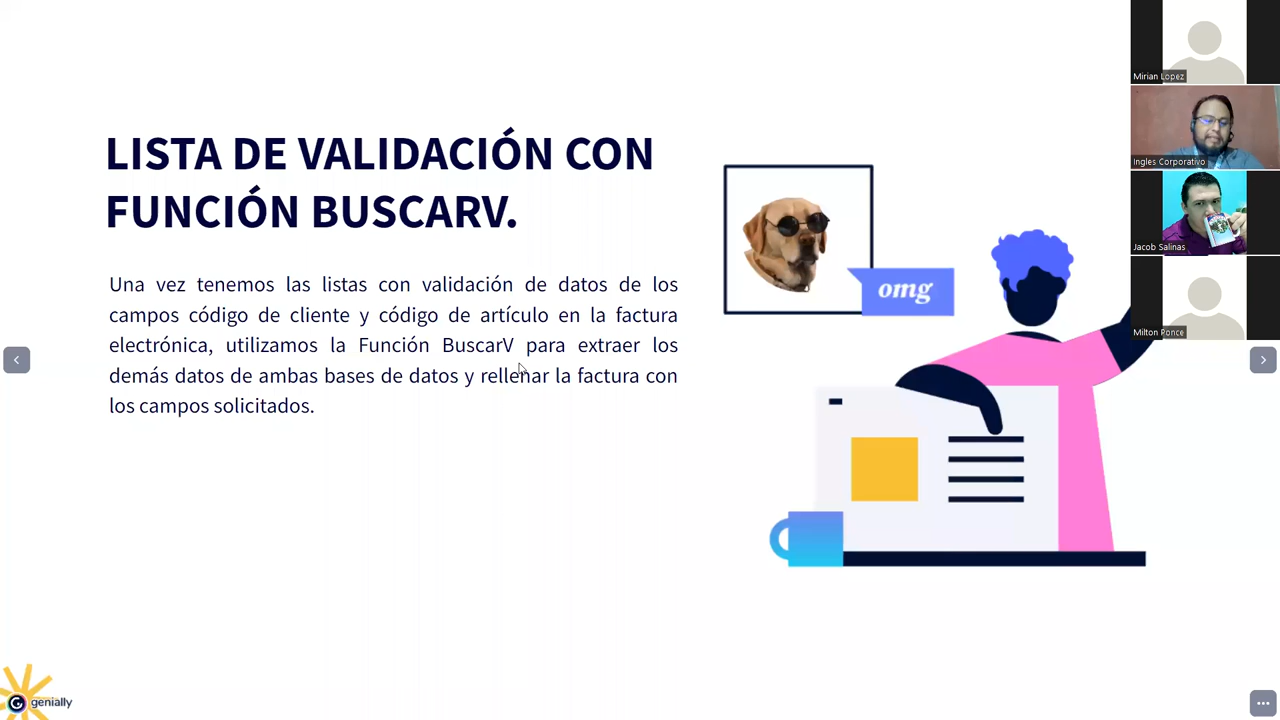 LISTA DE VALIDACIÓN CON
FUNCIÓN BUSCARV.
Una vez tenemos las listas con validación de datos de los
campos código de cliente y código de artículo en la factura
electrónica, utilizamos la Función BuscarV para extraer los
demás datos de ambas bases de datos y rellenar la factura con
los campos solicitados.
omg
Mirian Lopez
Ingles Corporativo
Jacob Salinas
Milton Ponce
genially